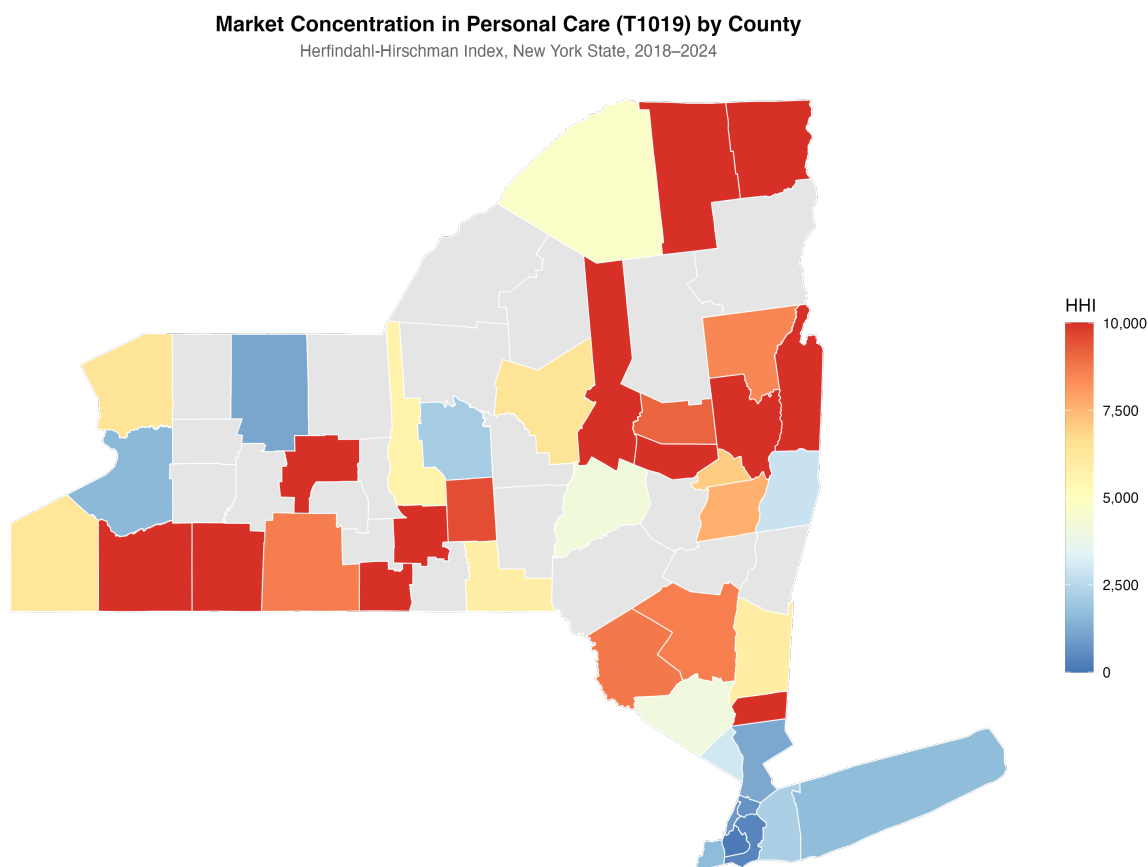 Market Concentration in Personal Care (T1019) by County
Herfindahl-Hirschman Index, New York State, 2018–2024
HHI
10,000
7,500
5,000
2,500
0